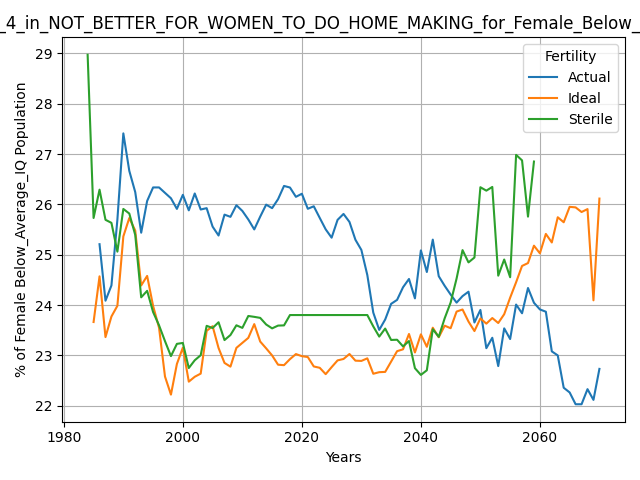 _4_in_NOT_BETTER_FOR_WOMEN_TO_DO_HOME_MAKING_for_Female_Below_
Fertility
Actual
Ideal
Sterile
% of Female Below_Average_IQ Population
29
28
27
26
25
24
23
22
1980
2000
2020
2040
2060
Years